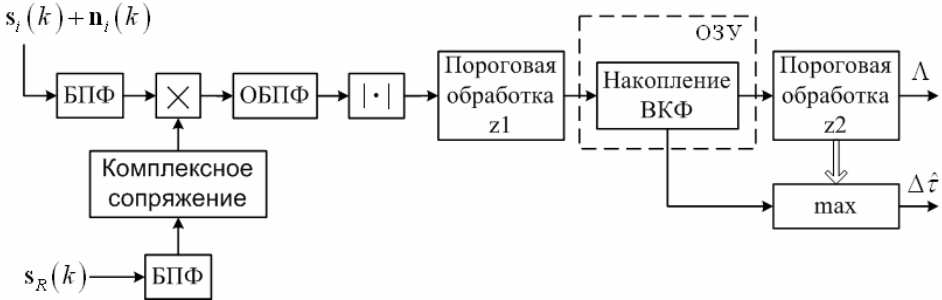 s_i(k)+n_i(k)
БПФ
×
ОБПФ
|·|
Пороговая
обработка
z1
ОЗУ
Накопление
ВКФ
Пороговая
обработка
z2
Λ
Комплексное
сопряжение
max
Δτ̂
s_R(k)
БПФ